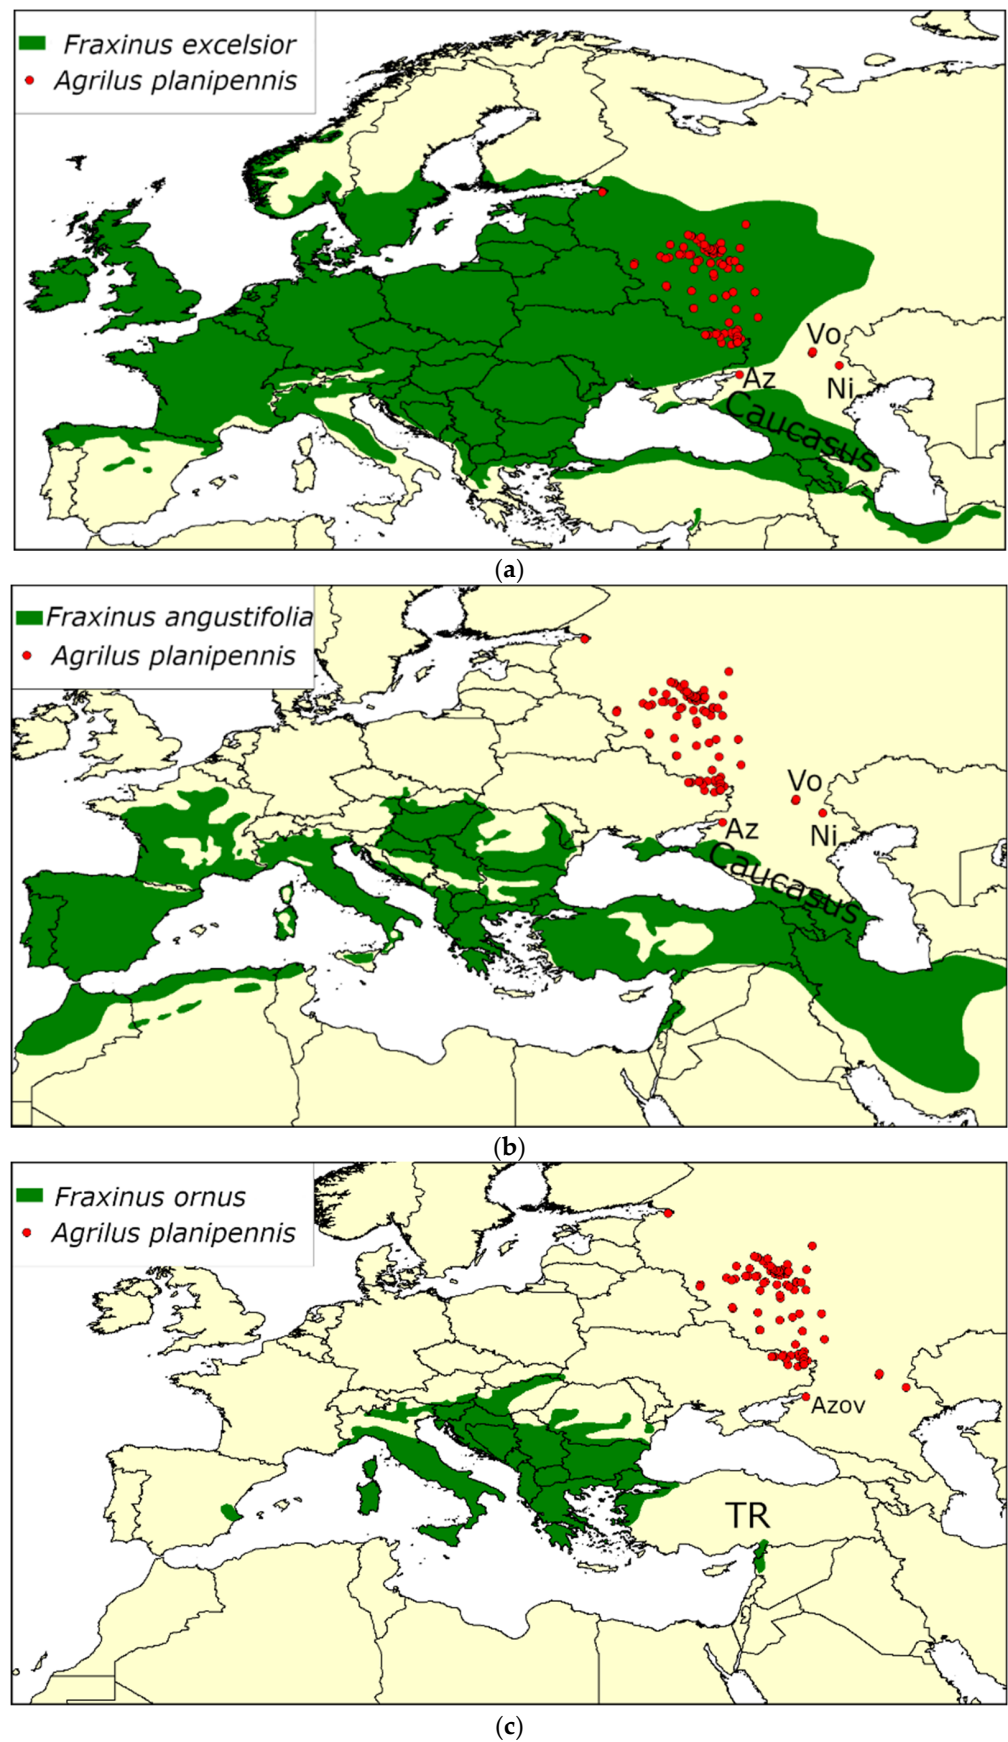 Fraxinus excelsior
Agrilus planipennis
Vo
Az
Ni
Caucasus
(a)
Fraxinus angustifolia
Agrilus planipennis
Vo
Az
Ni
Caucasus
(b)
Fraxinus ornus
Agrilus planipennis
Azov
TR
(c)